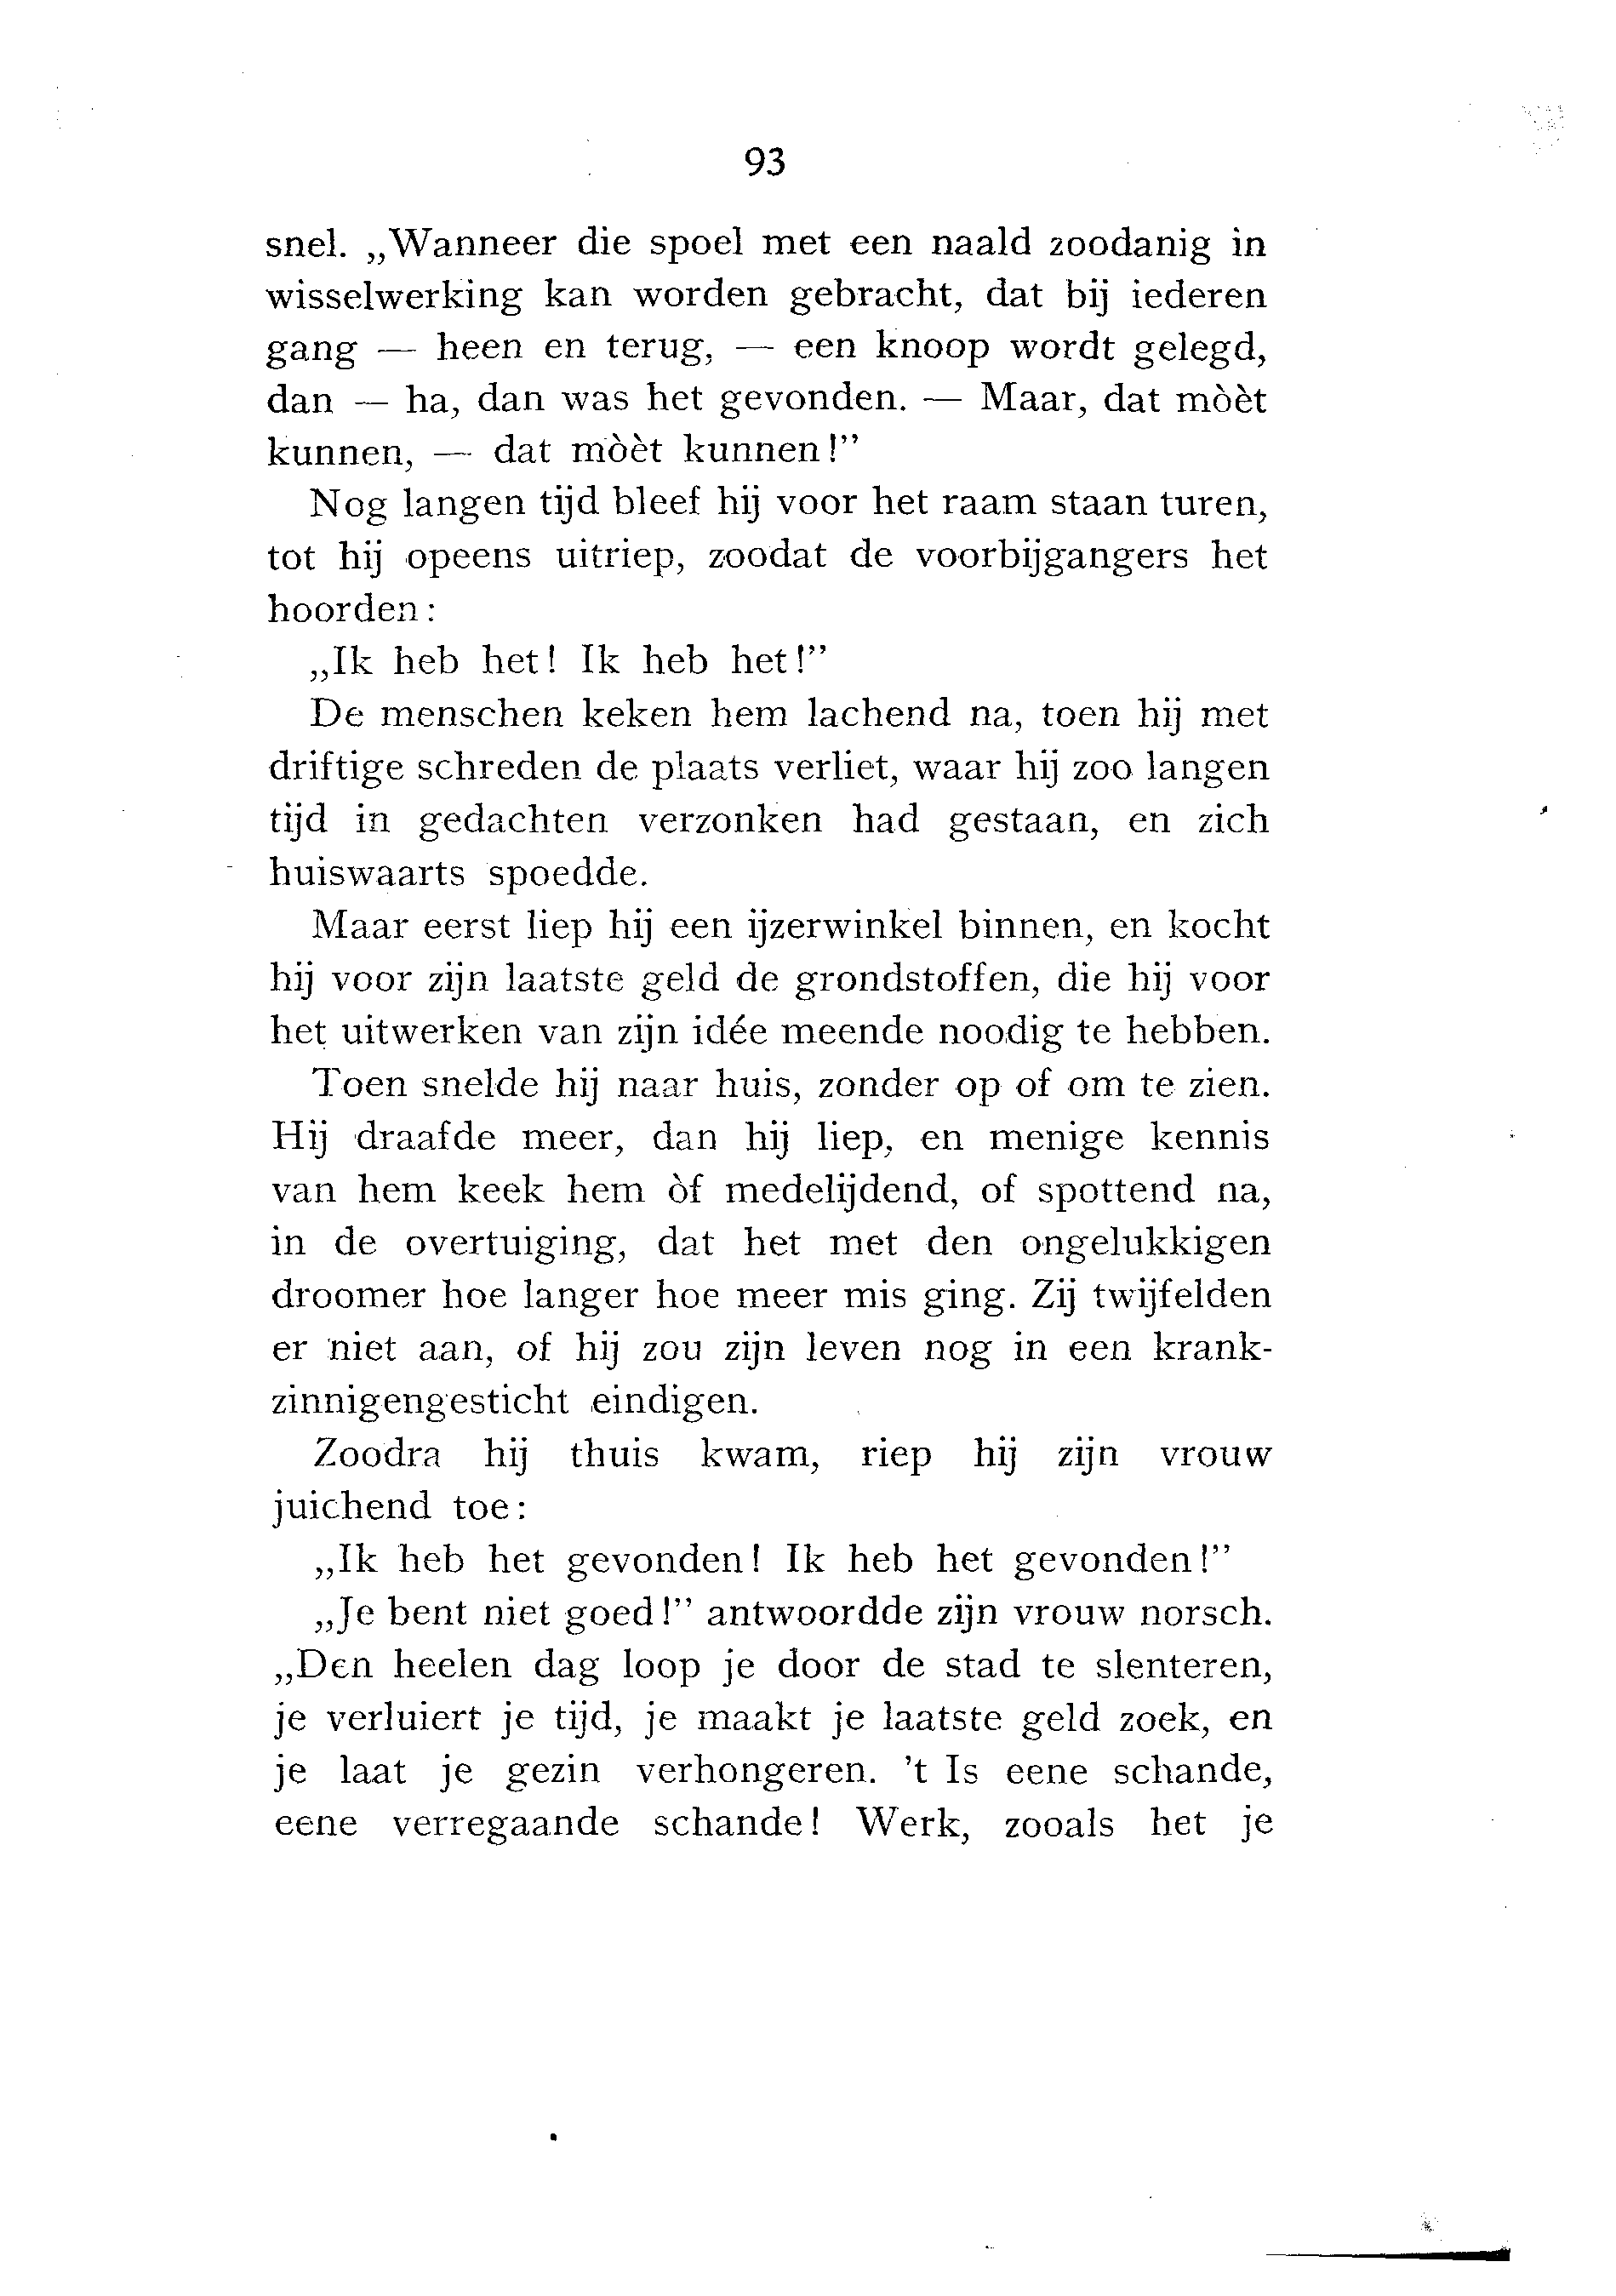 93
snel. „Wanneer die spoel met een naald zoodanig in
wisselwerking kan worden gebracht, dat bij iederen
gang — heen en terug, — een knoop wordt gelegd,
dan — ha, dan was het gevonden. — Maar, dat mòèt
kunnen, — dat mòèt kunnen!”
Nog langen tijd bleef hij voor het raam staan turen,
tot hij opeens uitriep, zoodat de voorbijgangers het
hoorden:
„Ik heb het! Ik heb het!”
De menschen keken hem lachend na, toen hij met
driftige schreden de plaats verliet, waar hij zoo langen
tijd in gedachten verzonken had gestaan, en zich
huiswaarts spoedde.
Maar eerst liep hij een ijzerwinkel binnen, en kocht
hij voor zijn laatste geld de grondstoffen, die hij voor
het uitwerken van zijn idée meende noodig te hebben.
Toen snelde hij naar huis, zonder op of om te zien.
Hij draafde meer, dan hij liep, en menige kennis
van hem keek hem òf medelijdend, of spottend na,
in de overtuiging, dat het met den ongelukkigen
droomer hoe langer hoe meer mis ging. Zij twijfelden
er niet aan, of hij zou zijn leven nog in een krank-
zinnigengesticht eindigen.
Zoodra hij thuis kwam, riep hij zijn vrouw
juichend toe:
„Ik heb het gevonden! Ik heb het gevonden!”
„Je bent niet goed!” antwoordde zijn vrouw norsch.
„Den heelen dag loop je door de stad te slenteren,
je verluiert je tijd, je maakt je laatste geld zoek, en
je laat je gezin verhongeren. ’t Is eene schande,
eene verregaande schande! Werk, zooals het je